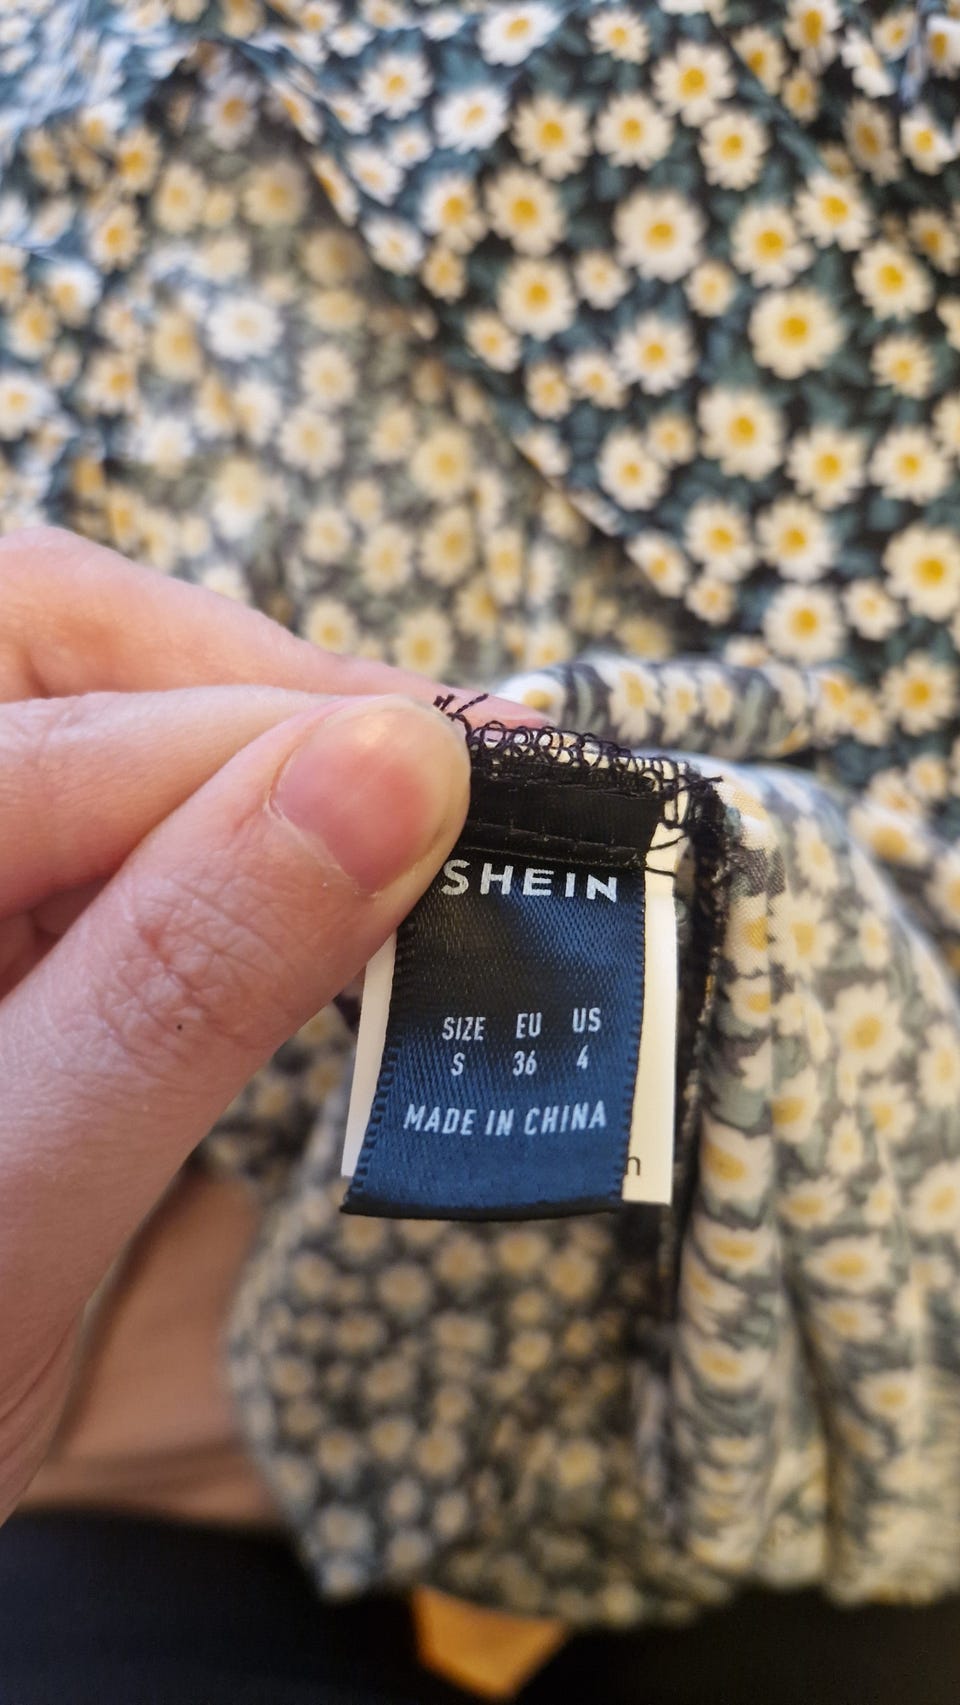 SHEIN
SIZE EU US
S 36 4
MADE IN CHINA
n